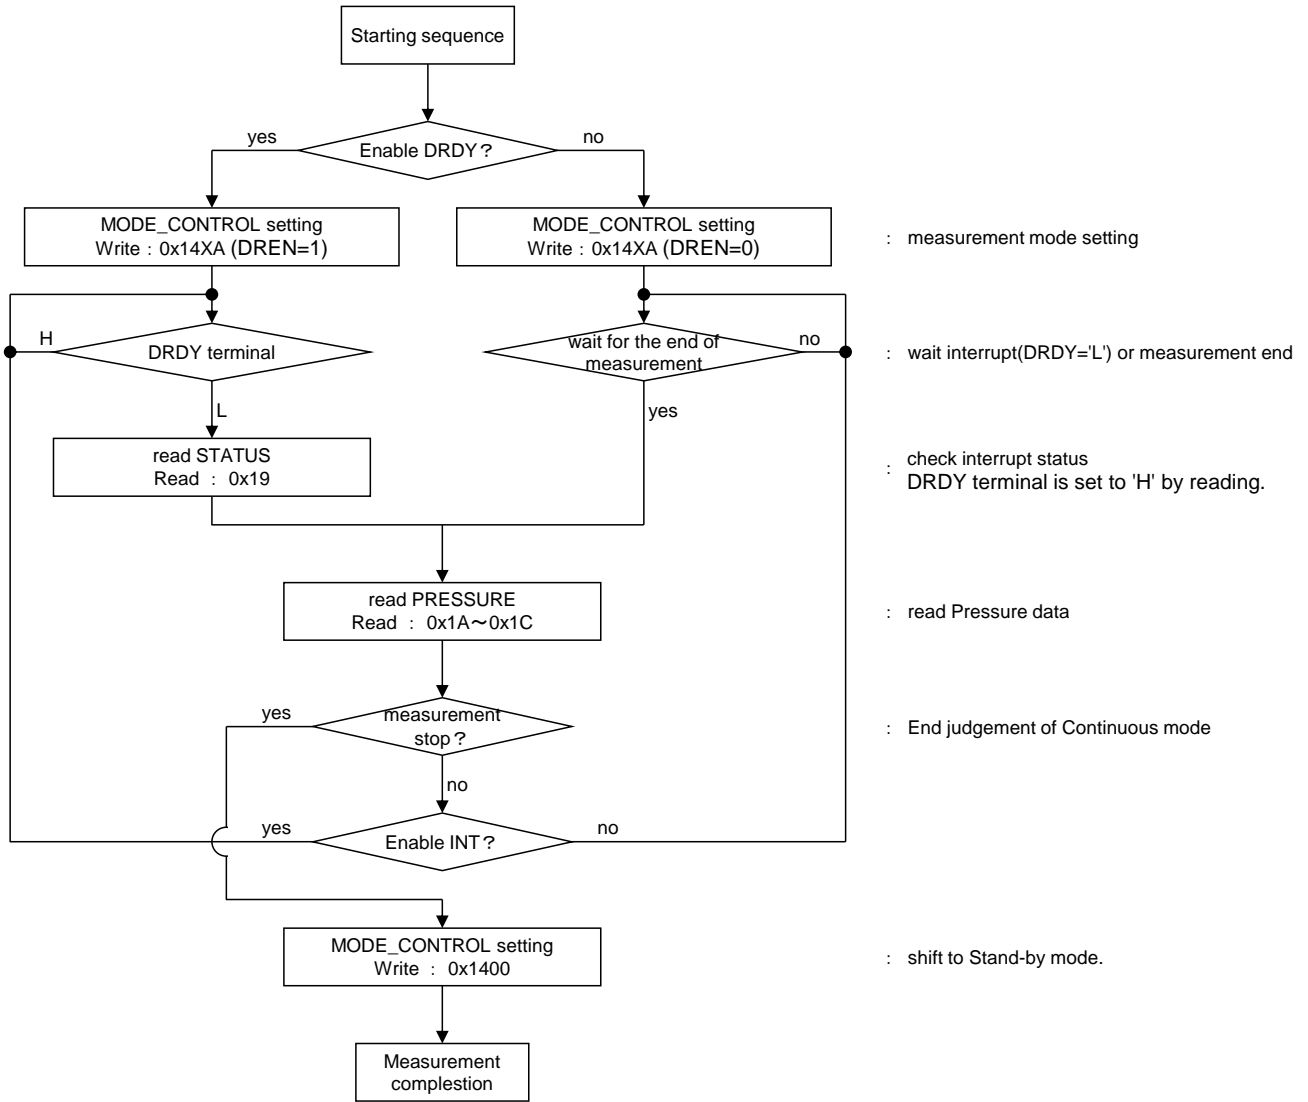 Starting sequence
yes
Enable DRDY？
no
MODE_CONTROL setting
Write：0x14XA (DREN=1)
MODE_CONTROL setting
Write：0x14XA (DREN=0)
： measurement mode setting
H
DRDY terminal
wait for the end of
measurement
no
： wait interrupt(DRDY='L') or measurement end
L
yes
read STATUS
Read ： 0x19
： check interrupt status
DRDY terminal is set to 'H' by reading.
read PRESSURE
Read ： 0x1A～0x1C
： read Pressure data
yes
measurement
stop？
： End judgement of Continuous mode
no
yes
Enable INT？
no
MODE_CONTROL setting
Write ： 0x1400
： shift to Stand-by mode.
Measurement
complestion